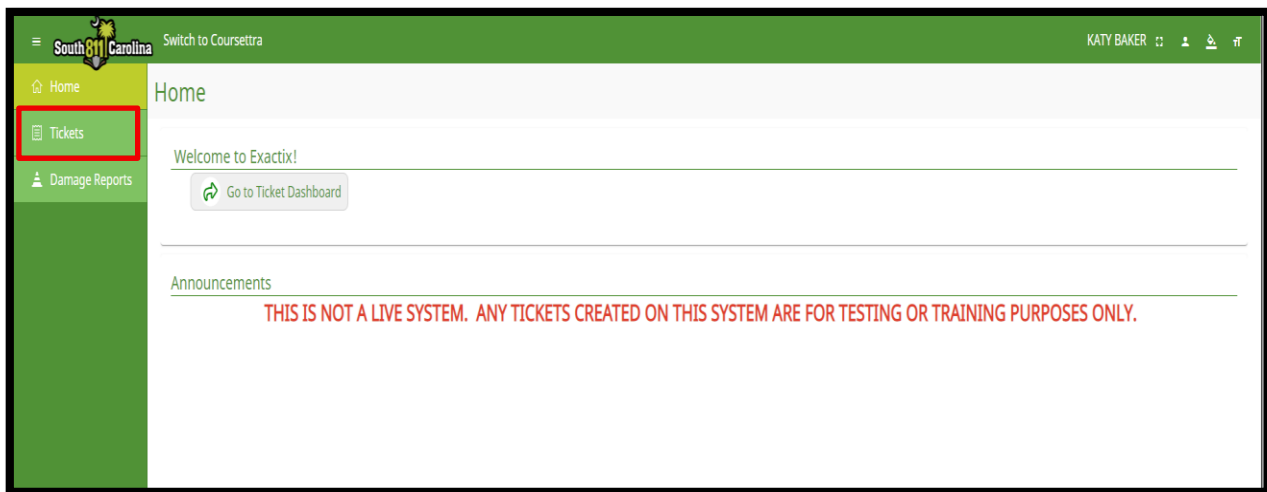 South 811 Carolina
Switch to Coursettra
KATY BAKER
Home
Tickets
Damage Reports
Home
Welcome to Exactix!
Go to Ticket Dashboard
Announcements
THIS IS NOT A LIVE SYSTEM. ANY TICKETS CREATED ON THIS SYSTEM ARE FOR TESTING OR TRAINING PURPOSES ONLY.